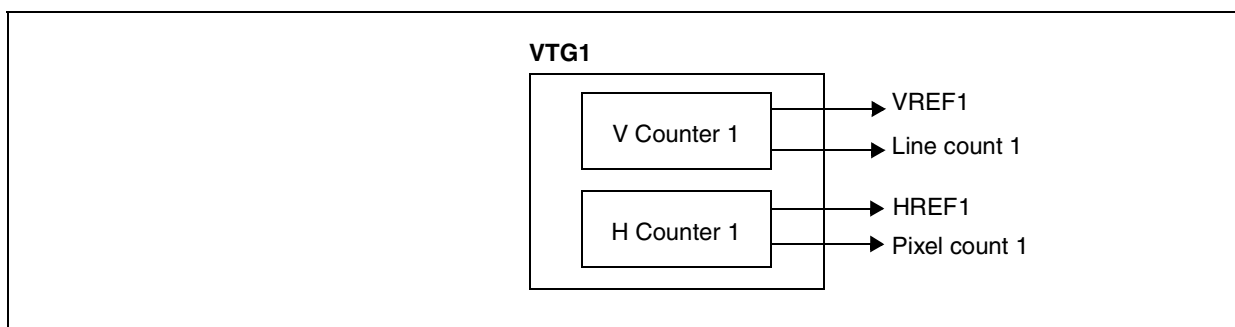 VTG1
V Counter 1
VREF1
Line count 1
H Counter 1
HREF1
Pixel count 1